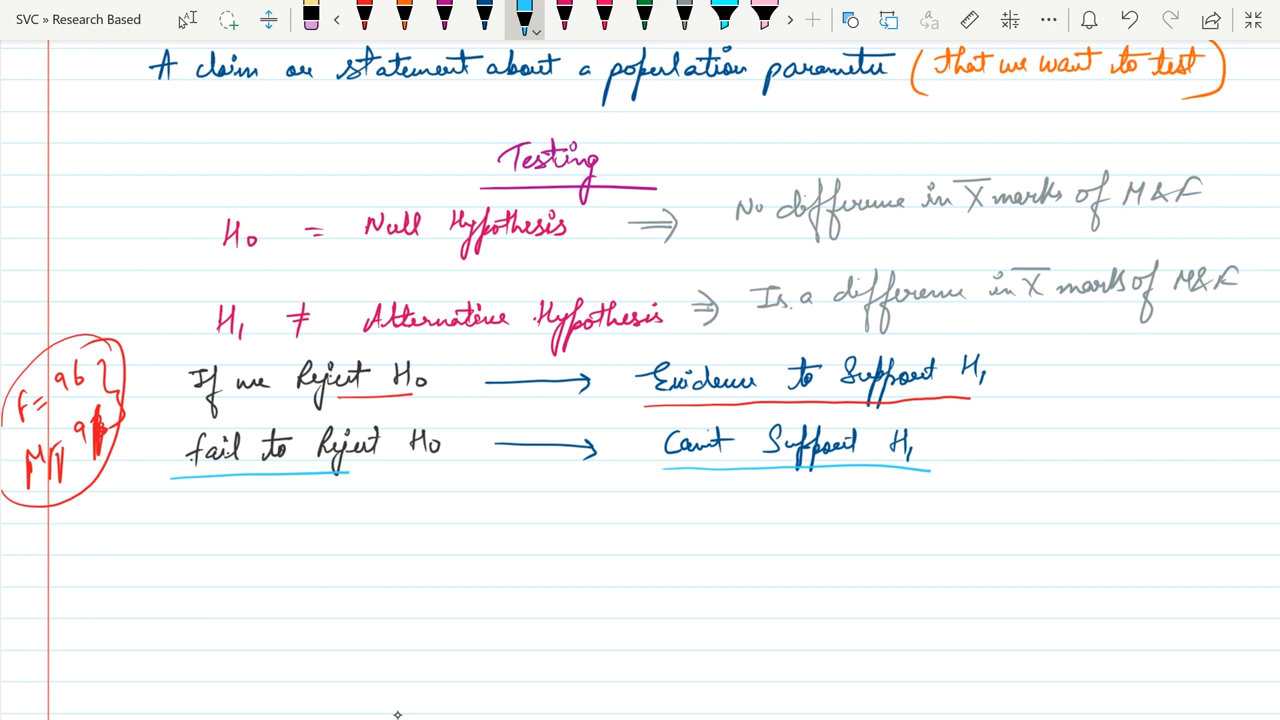 SVC » Research Based
A claim or statement about a population parameter (that we want to test)
Testing
H₀ = Null Hypothesis ⇒ No difference in X̅ marks of M & F
H₁ ≠ Alternative Hypothesis ⇒ Is a difference in X̅ marks of M & F
If we Reject H₀ → Evidence to Support H₁
fail to Reject H₀ → Can't Support H₁
F = 96